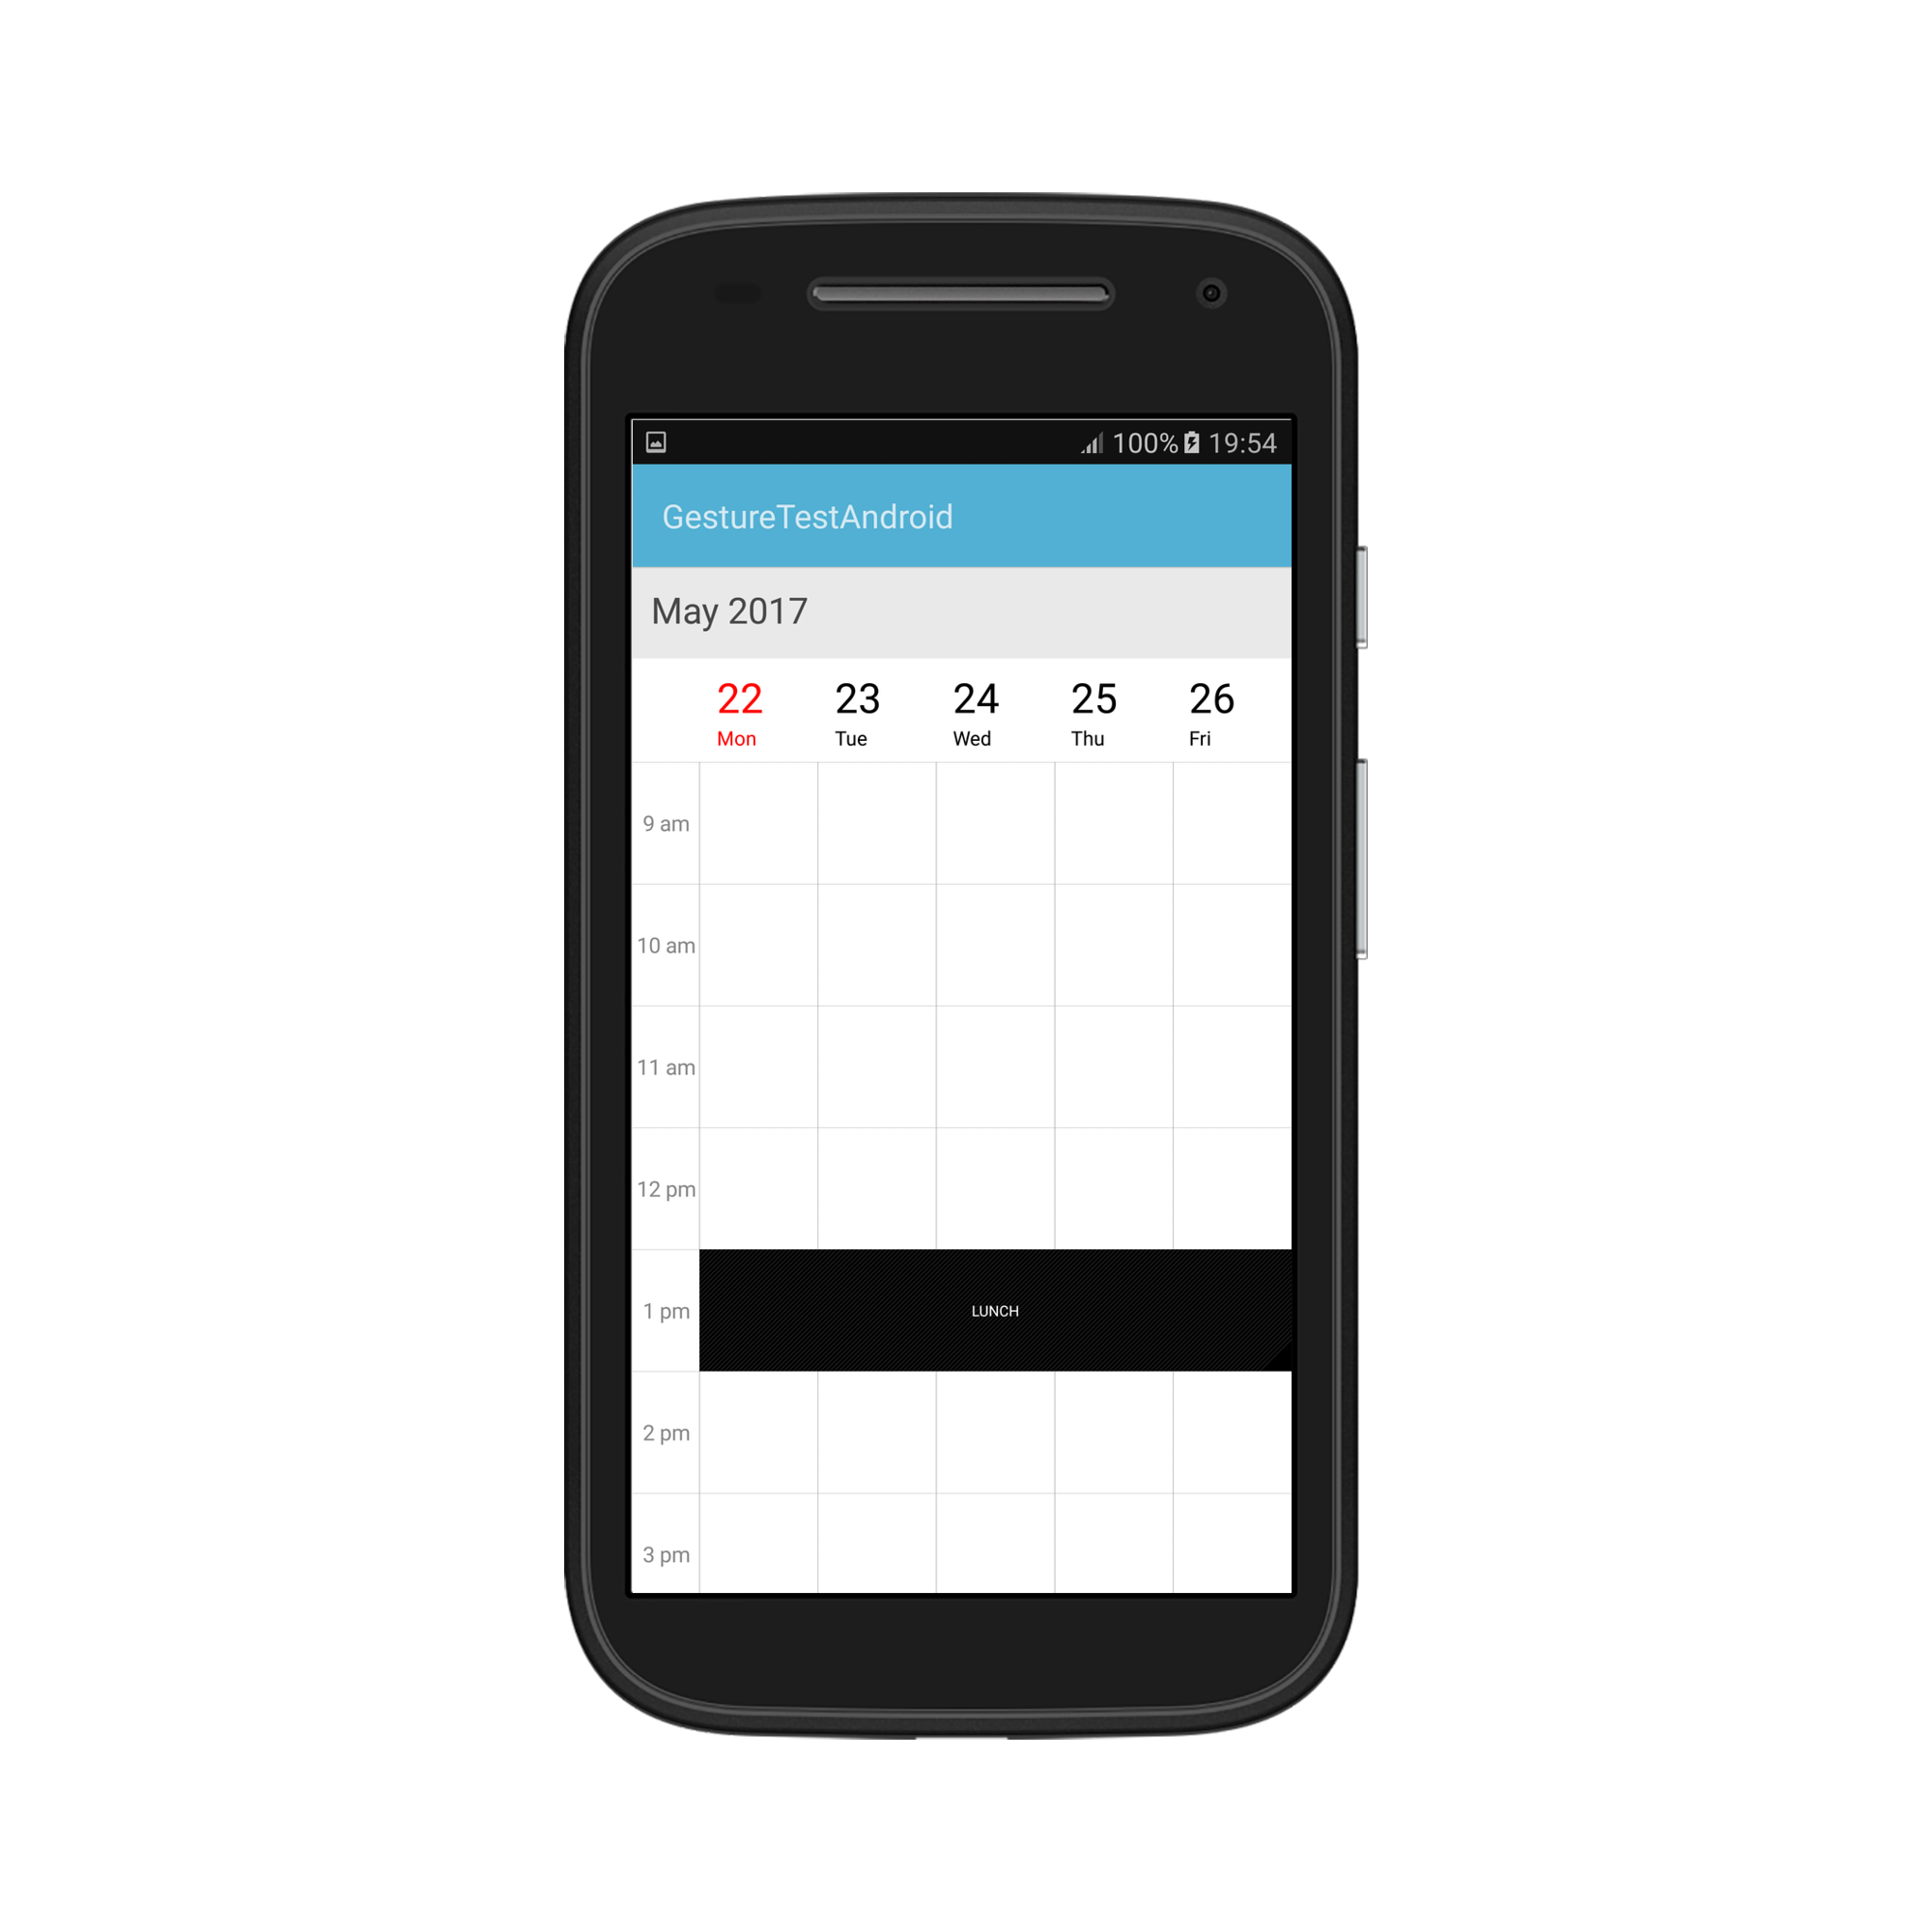 100% 19:54
GestureTestAndroid
May 2017
22 23 24 25 26
Mon Tue Wed Thu Fri
9 am
10 am
11 am
12 pm
1 pm LUNCH
2 pm
3 pm